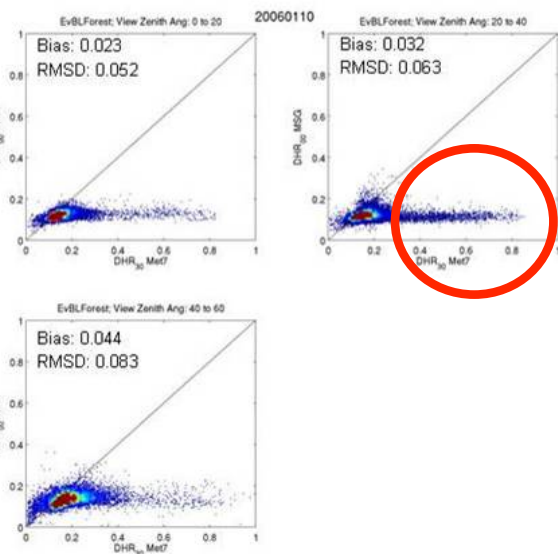 20060110
EvBLForest; View Zenith Ang: 0 to 20
Bias: 0.023
RMSD: 0.052
1
0.8
0.6
0.4
0.2
0
0 0.2 0.4 0.6 0.8 1
DHR30 Met7
EvBLForest; View Zenith Ang: 20 to 40
Bias: 0.032
RMSD: 0.063
DHR30 MSG
1
0.8
0.6
0.4
0.2
0
0 0.2 0.4 0.6 0.8 1
DHR30 Met7
EvBLForest; View Zenith Ang: 40 to 60
Bias: 0.044
RMSD: 0.083
1
0.8
0.6
0.4
0.2
0
0 0.2 0.4 0.6 0.8 1
DHR30 Met7